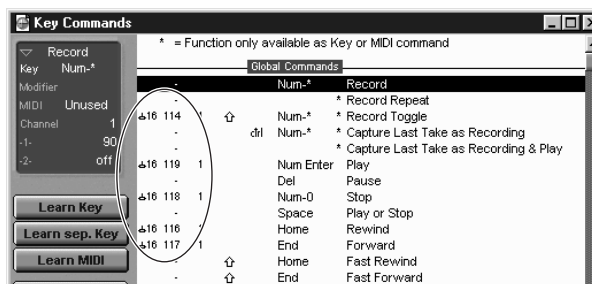 Key Commands
* = Function only available as Key or MIDI command
Record
Key Num-*
Modifier
MIDI Unused
Channel 1
-1- 90
-2- off
Learn Key
Learn sep. Key
Learn MIDI
Global Commands
- Num-* Record
- * Record Repeat
16 114 1 ⇧ Num-* * Record Toggle
- ctrl Num-* * Capture Last Take as Recording
- * Capture Last Take as Recording & Play
16 119 1 Num Enter Play
- Del Pause
16 118 1 Num-0 Stop
- Space Play or Stop
16 116 1 Home Rewind
16 117 1 End Forward
- ⇧ Home Fast Rewind
- ⇧ End Fast Forward